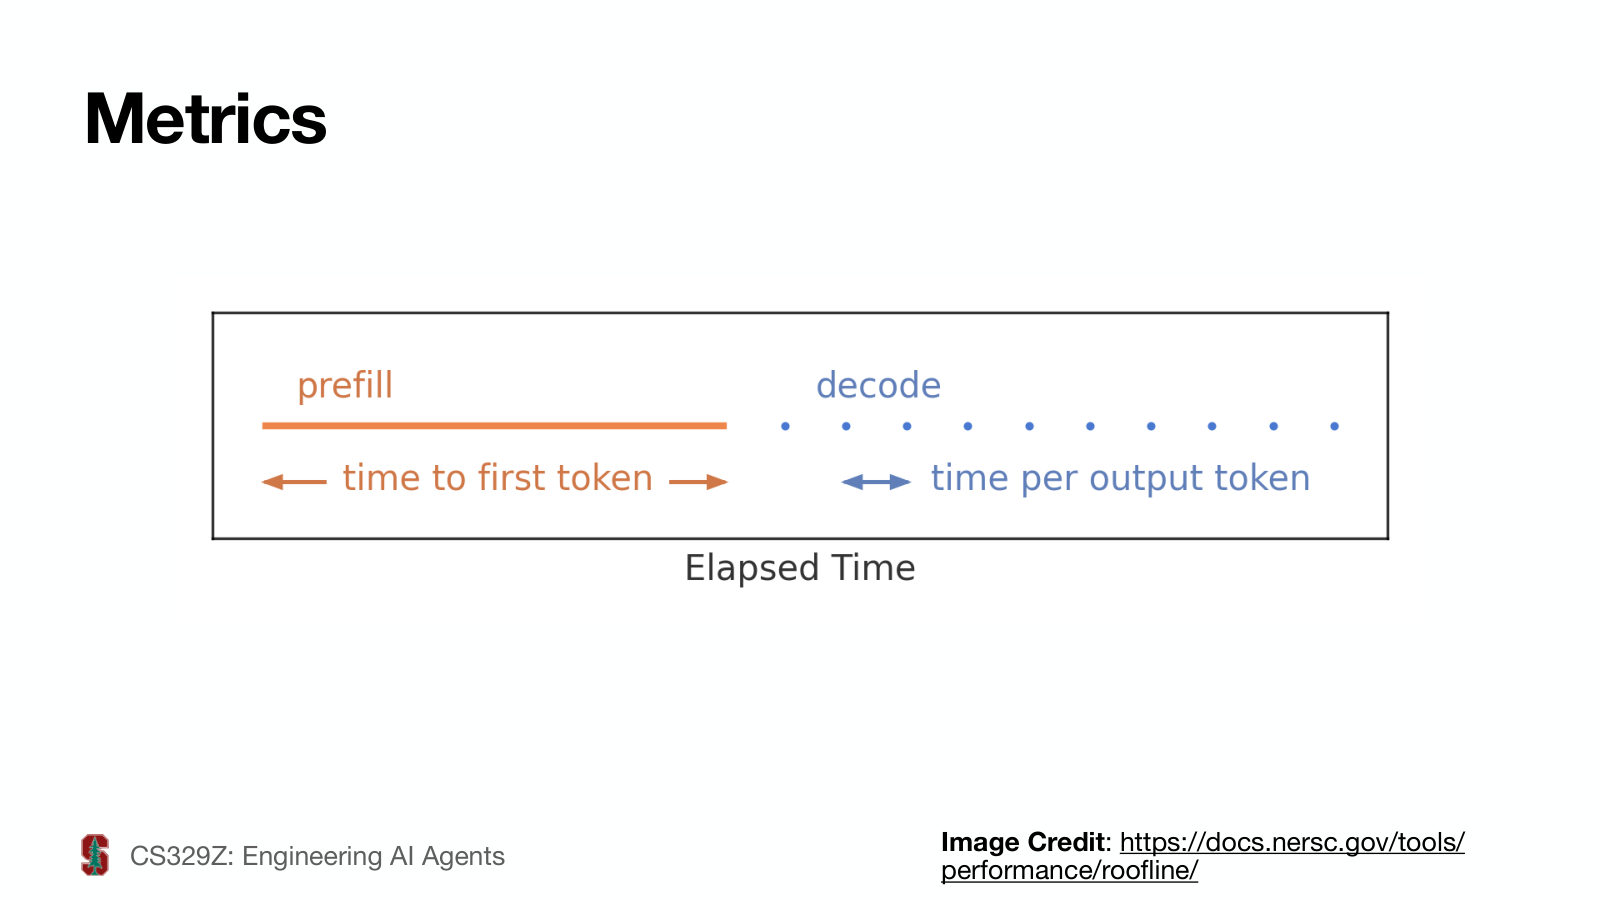 Metrics
prefill
decode
time to first token
time per output token
Elapsed Time
CS329Z: Engineering AI Agents
Image Credit: https://docs.nersc.gov/tools/
performance/roofline/